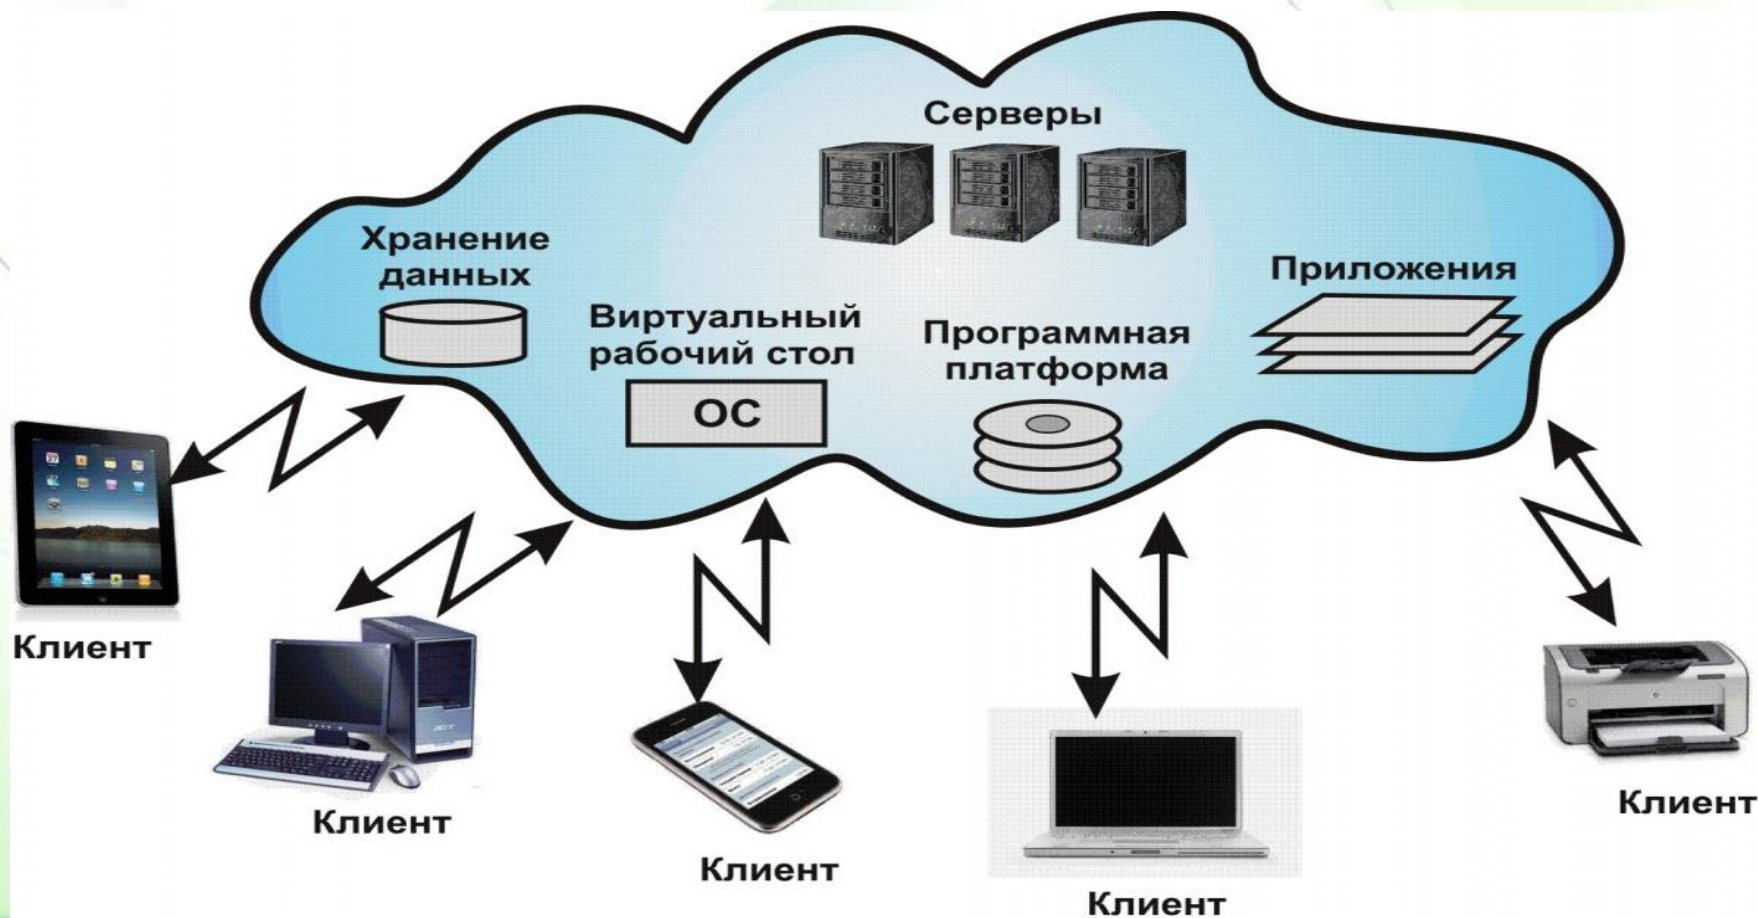 Серверы
Хранение
данных
Приложения
Виртуальный
рабочий стол
ОС
Программная
платформа
Клиент
Клиент
Клиент
Клиент
Клиент